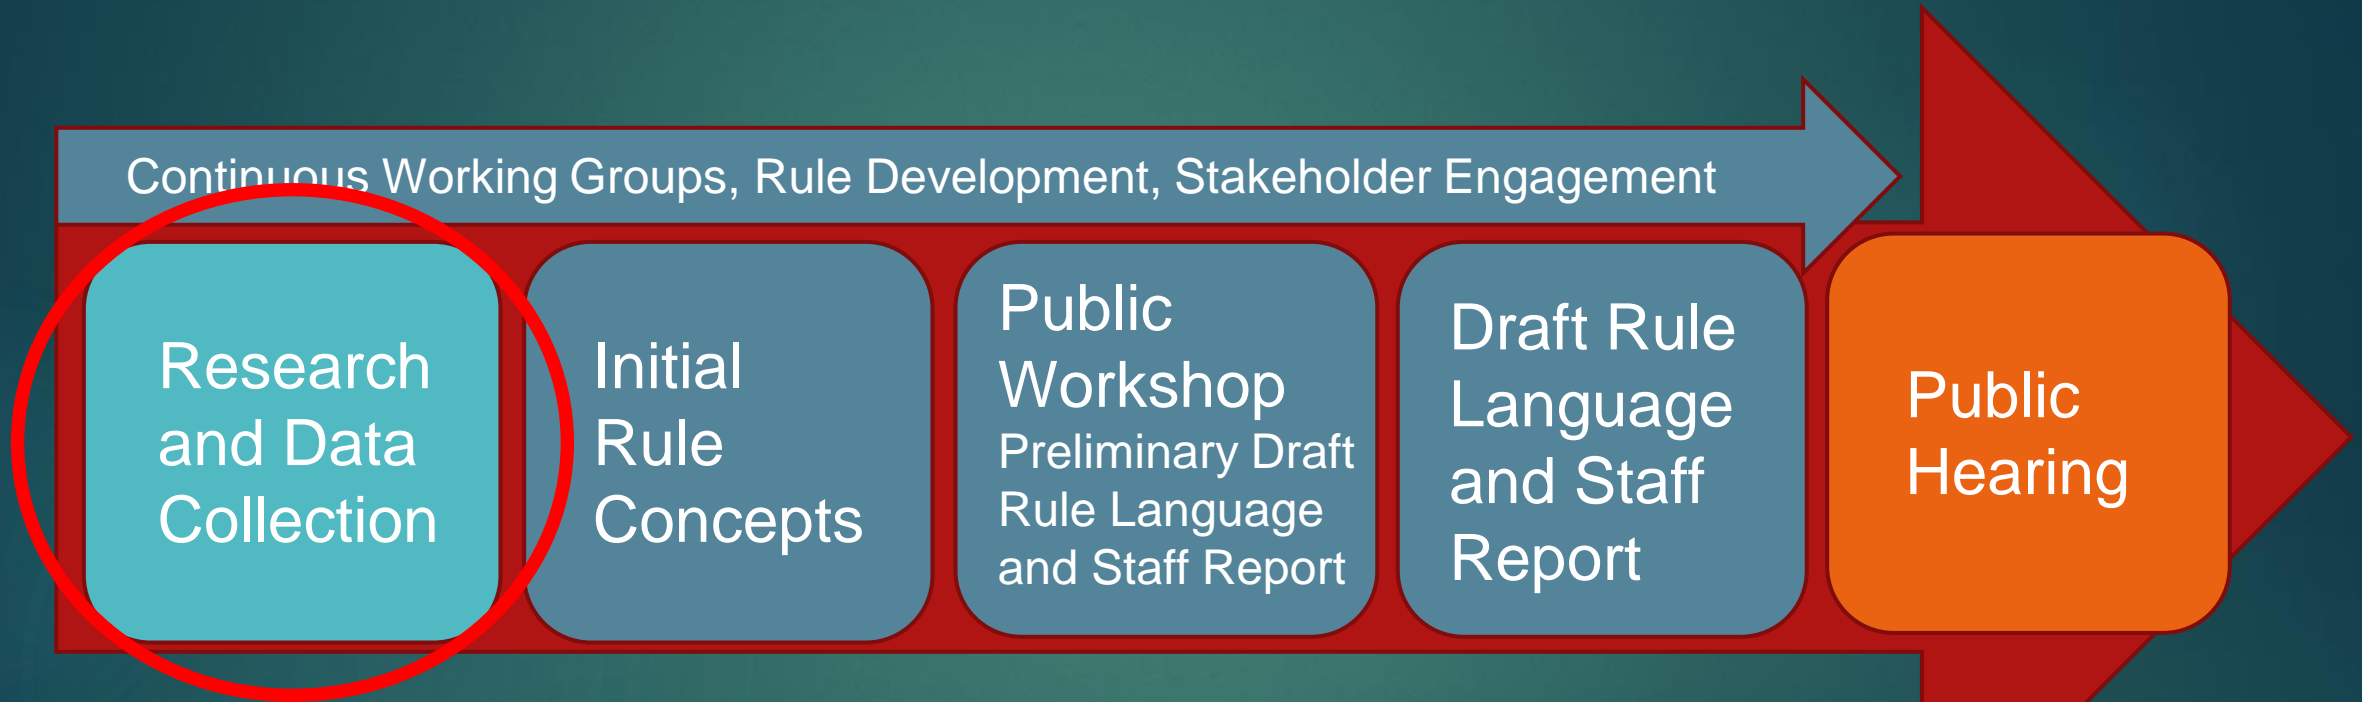 Continuous Working Groups, Rule Development, Stakeholder Engagement
Research
and Data
Collection
Initial
Rule
Concepts
Public
Workshop
Preliminary Draft
Rule Language
and Staff Report
Draft Rule
Language
and Staff
Report
Public
Hearing